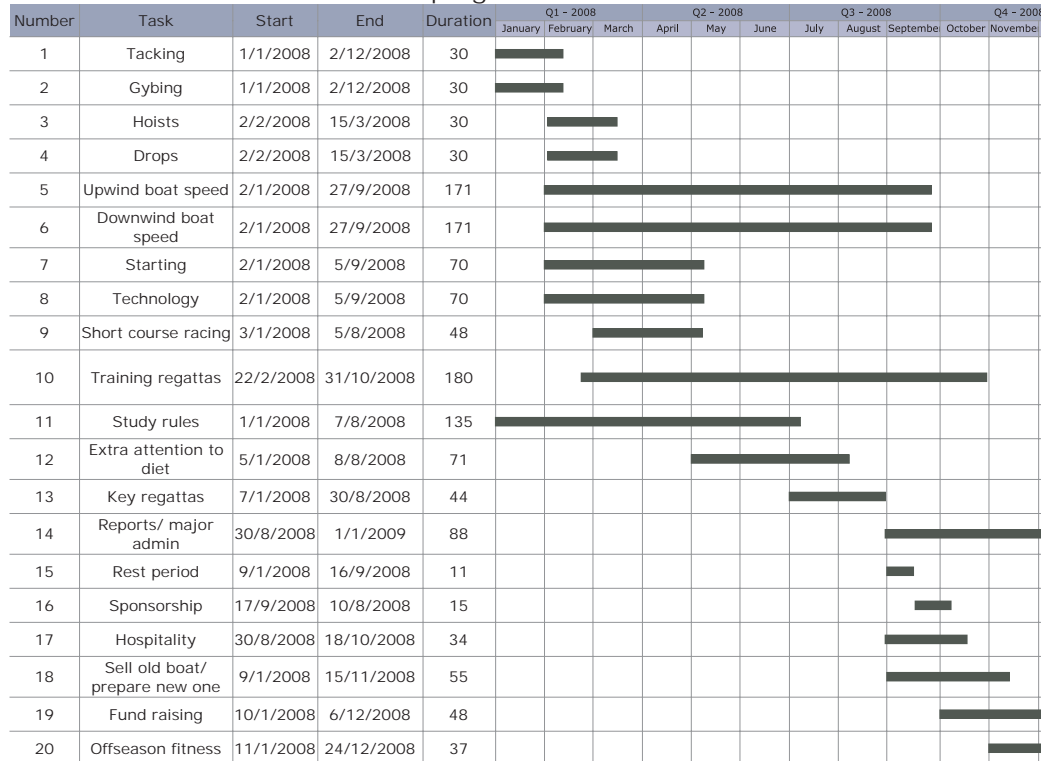 Number Task Start End Duration Q1 – 2008 Q2 – 2008 Q3 – 2008 Q4 – 2008
January February March April May June July August September October November
1 Tacking 1/1/2008 2/12/2008 30
2 Gybing 1/1/2008 2/12/2008 30
3 Hoists 2/2/2008 15/3/2008 30
4 Drops 2/2/2008 15/3/2008 30
5 Upwind boat speed 2/1/2008 27/9/2008 171
6 Downwind boat speed 2/1/2008 27/9/2008 171
7 Starting 2/1/2008 5/9/2008 70
8 Technology 2/1/2008 5/9/2008 70
9 Short course racing 3/1/2008 5/8/2008 48
10 Training regattas 22/2/2008 31/10/2008 180
11 Study rules 1/1/2008 7/8/2008 135
12 Extra attention to diet 5/1/2008 8/8/2008 71
13 Key regattas 7/1/2008 30/8/2008 44
14 Reports/ major admin 30/8/2008 1/1/2009 88
15 Rest period 9/1/2008 16/9/2008 11
16 Sponsorship 17/9/2008 10/8/2008 15
17 Hospitality 30/8/2008 18/10/2008 34
18 Sell old boat/ prepare new one 9/1/2008 15/11/2008 55
19 Fund raising 10/1/2008 6/12/2008 48
20 Offseason fitness 11/1/2008 24/12/2008 37